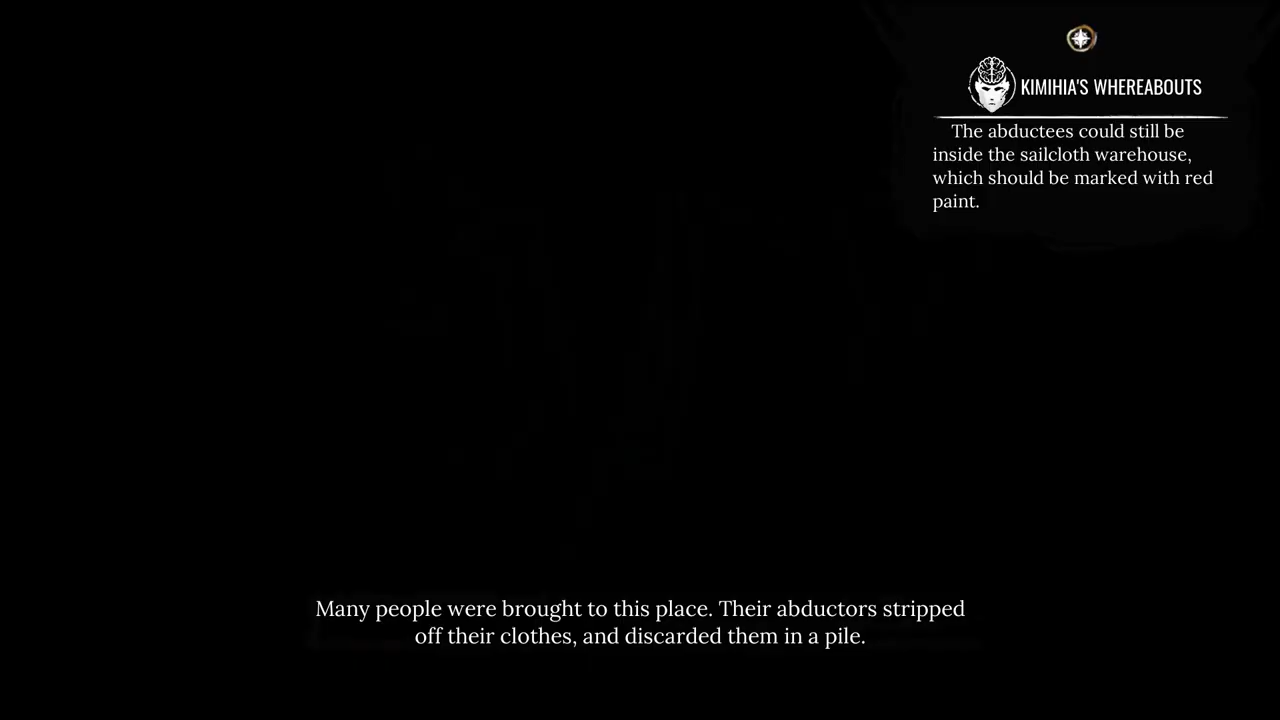 KIMIHIA'S WHEREABOUTS
The abductees could still be
inside the sailcloth warehouse,
which should be marked with red
paint.
Many people were brought to this place. Their abductors stripped
off their clothes, and discarded them in a pile.